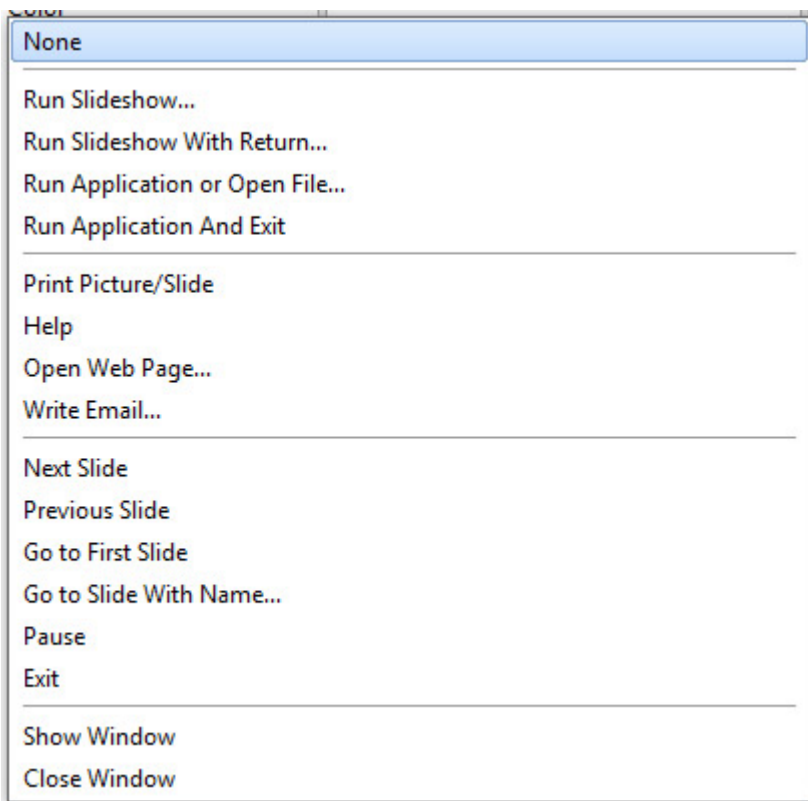 Color
None
Run Slideshow...
Run Slideshow With Return...
Run Application or Open File...
Run Application And Exit
Print Picture/Slide
Help
Open Web Page...
Write Email...
Next Slide
Previous Slide
Go to First Slide
Go to Slide With Name...
Pause
Exit
Show Window
Close Window